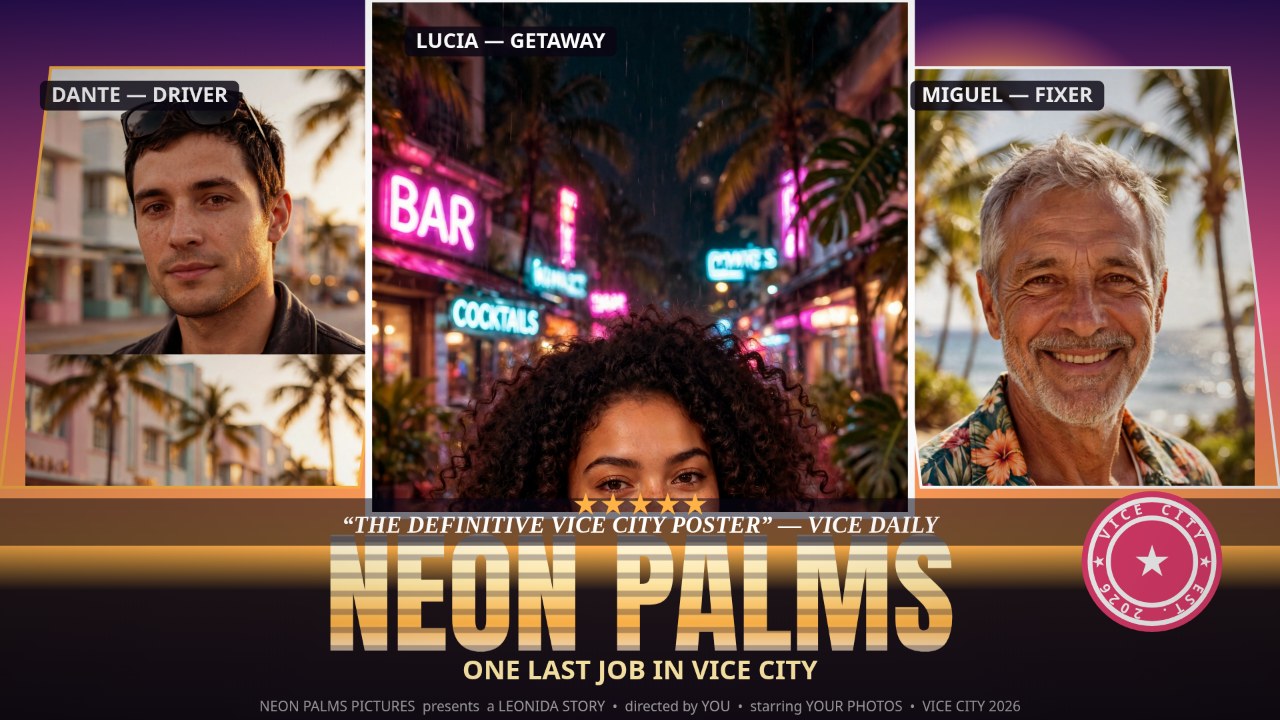 LUCIA — GETAWAY
DANTE — DRIVER
MIGUEL — FIXER
BAR
COCKTAILS
“THE DEFINITIVE VICE CITY POSTER” — VICE DAILY
NEON PALMS
VICE CITY
EST. 2026
ONE LAST JOB IN VICE CITY
NEON PALMS PICTURES presents a LEONIDA STORY • directed by YOU • starring YOUR PHOTOS • VICE CITY 2026